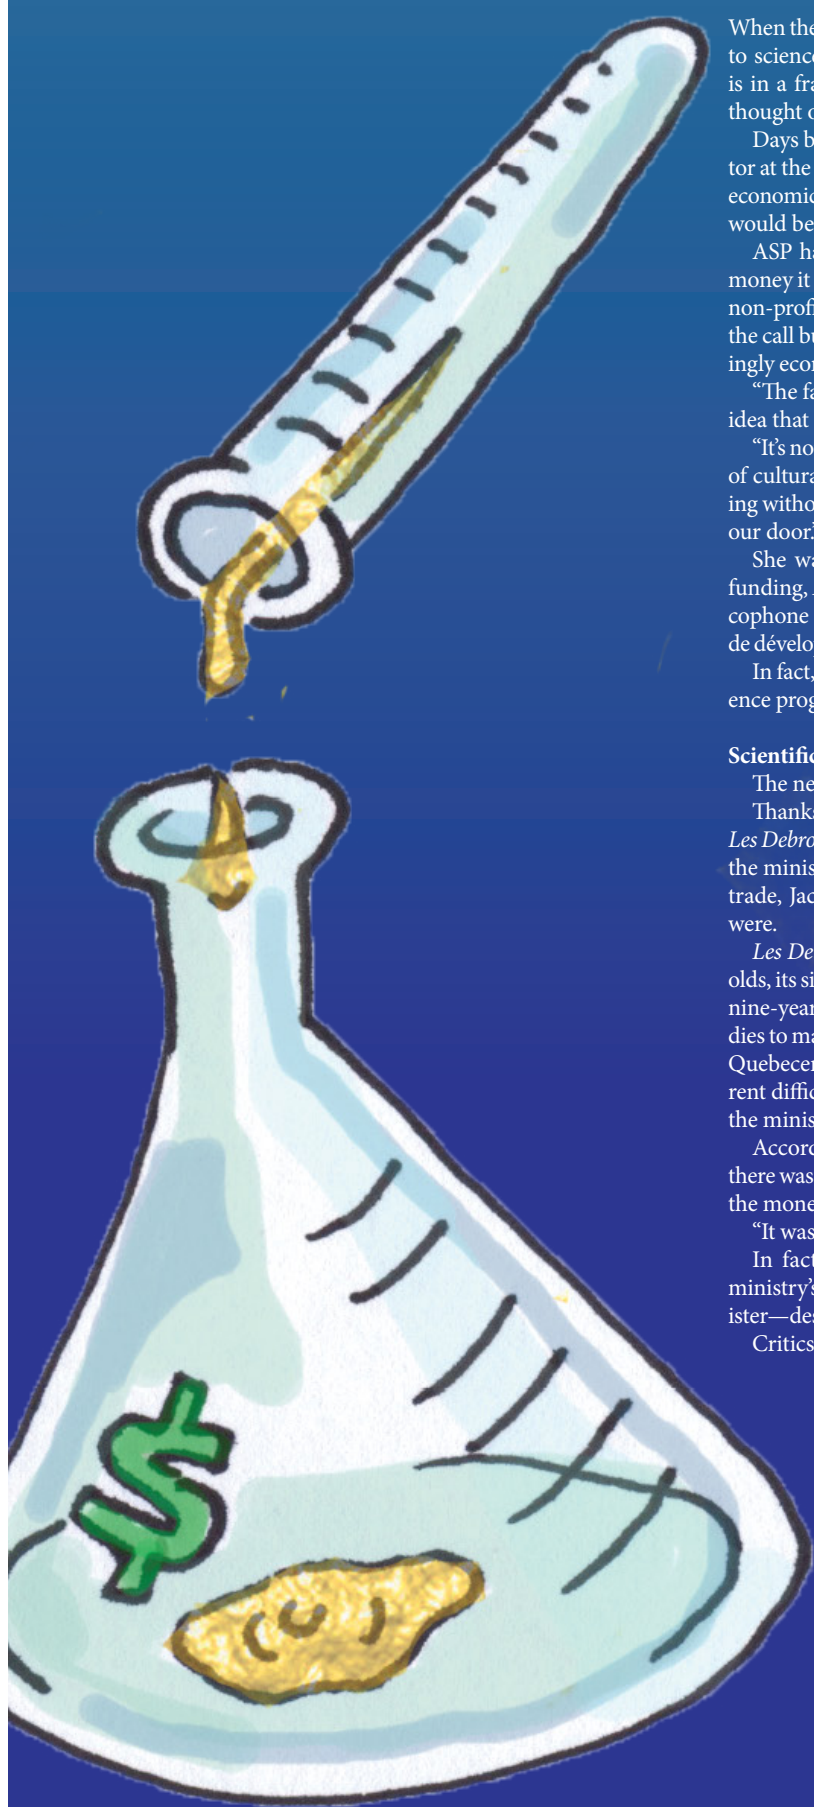 $
When the
to science
is in a fra
thought o
Days b
tor at the
economic
would be
ASP ha
money it
non-profi
the call bu
ingly econ
“The fa
idea that
“It’s no
of cultura
ing witho
our door.”
She wa
funding, A
cophone
de dévelop
In fact,
ence prog
Scientific
The ne
Thanks
Les Debro
the minis
trade, Jac
were.
Les De
olds, its si
nine-year
dies to ma
Quebecer
rent diffic
the minis
Accord
there was
the mone
“It was
In fact
ministry’s
ister—des
Critics